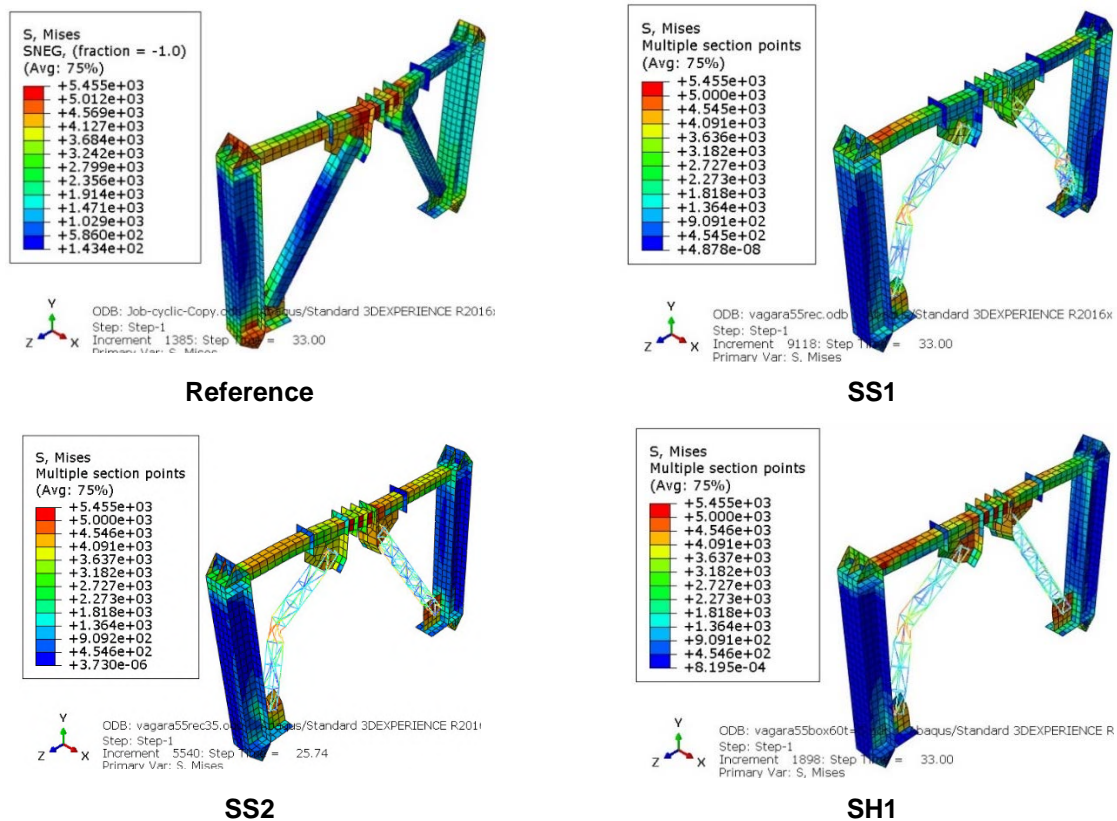 S, Mises
SNEG, (fraction = -1.0)
(Avg: 75%)
+5.455e+03
+5.012e+03
+4.569e+03
+4.127e+03
+3.684e+03
+3.242e+03
+2.799e+03
+2.356e+03
+1.914e+03
+1.471e+03
+1.029e+03
+5.860e+02
+1.434e+02
Y
Z X
ODB: Job-cyclic-Copy. /Standard 3DEXPERIENCE R2016x
Step: Step-1
Increment 1385: Step = 33.00
Primary Var: S, Mises
Reference
S, Mises
Multiple section points
(Avg: 75%)
+5.455e+03
+5.000e+03
+4.545e+03
+4.091e+03
+3.636e+03
+3.182e+03
+2.727e+03
+2.273e+03
+1.818e+03
+1.364e+03
+9.091e+02
+4.545e+02
+4.878e-08
Y
Z X
ODB: vagara55rec.odb /Standard 3DEXPERIENCE R2016x
Step: Step-1
Increment 9118: Step = 33.00
Primary Var: S, Mises
SS1
S, Mises
Multiple section points
(Avg: 75%)
+5.455e+03
+5.000e+03
+4.546e+03
+4.091e+03
+3.637e+03
+3.182e+03
+2.727e+03
+2.273e+03
+1.818e+03
+1.364e+03
+9.092e+02
+4.546e+02
+3.730e-06
Y
Z X
ODB: vagara55rec35. /Standard 3DEXPERIENCE R201
Step: Step-1
Increment 5540: Step = 25.74
Primary Var: S, Mises
SS2
S, Mises
Multiple section points
(Avg: 75%)
+5.455e+03
+5.000e+03
+4.546e+03
+4.091e+03
+3.637e+03
+3.182e+03
+2.727e+03
+2.273e+03
+1.818e+03
+1.364e+03
+9.091e+02
+4.546e+02
+8.195e-04
Y
Z X
ODB: vagara55box60t= /Standard 3DEXPERIENCE R
Step: Step-1
Increment 1898: Step = 33.00
Primary Var: S, Mises
SH1